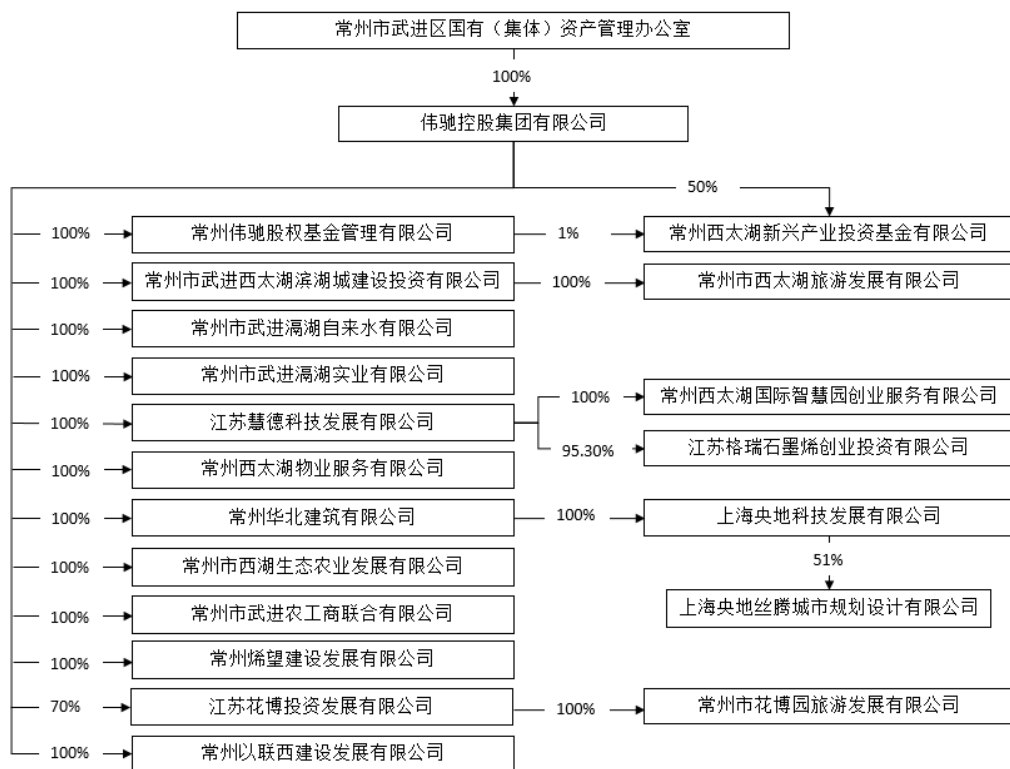 常州市武进区国有（集体）资产管理办公室
100%
伟驰控股集团有限公司
50%
100%
常州伟驰股权基金管理有限公司
1%
常州西太湖新兴产业投资基金有限公司
100%
常州市武进西太湖滨湖城建设投资有限公司
100%
常州市西太湖旅游发展有限公司
100%
常州市武进滆湖自来水有限公司
100%
常州市武进滆湖实业有限公司
100%
常州西太湖国际智慧园创业服务有限公司
100%
江苏慧德科技发展有限公司
95.30%
江苏格瑞石墨烯创业投资有限公司
100%
常州西太湖物业服务有限公司
100%
常州华北建筑有限公司
100%
上海央地科技发展有限公司
51%
100%
常州市西湖生态农业发展有限公司
上海央地丝腾城市规划设计有限公司
100%
常州市武进农工商联合有限公司
100%
常州烯望建设发展有限公司
70%
江苏花博投资发展有限公司
100%
常州市花博园旅游发展有限公司
100%
常州以联西建设发展有限公司